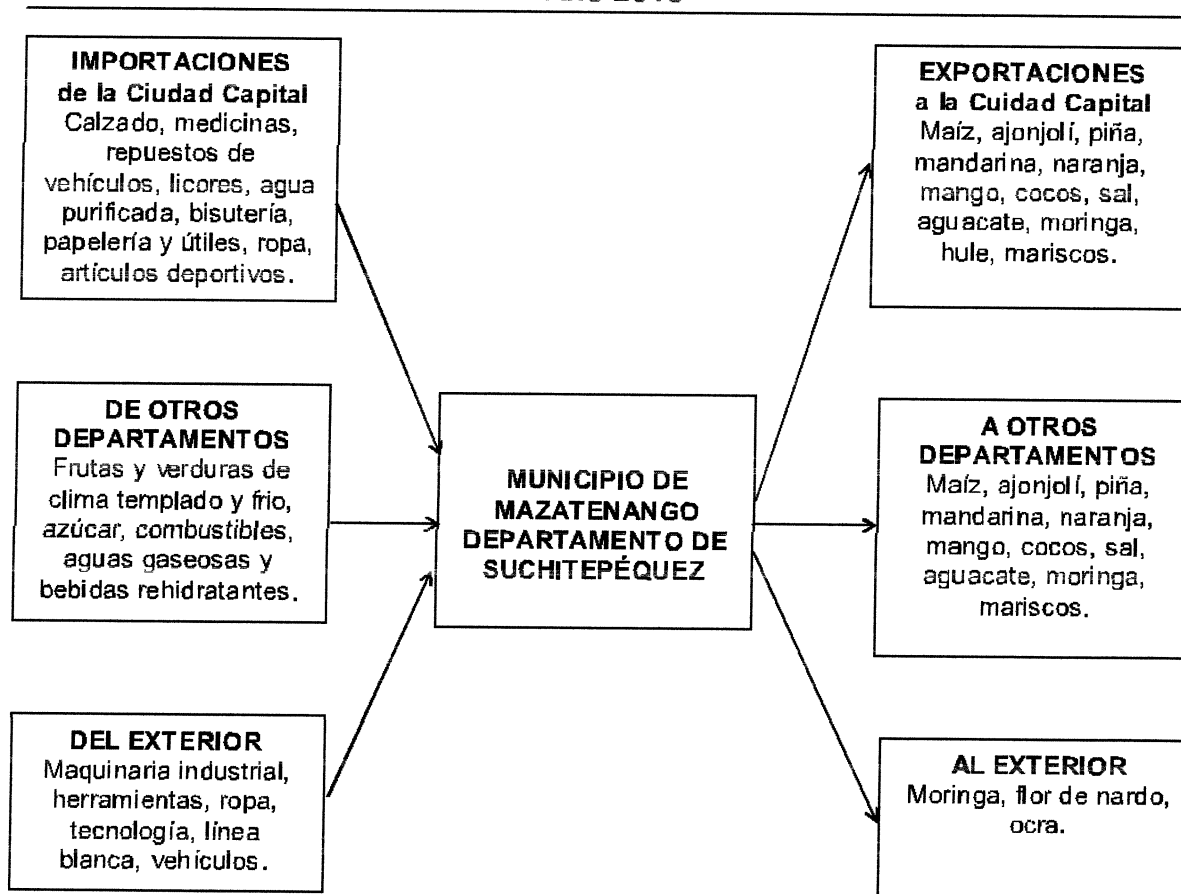 IMPORTACIONES
de la Ciudad Capital
Calzado, medicinas,
repuestos de
vehículos, licores, agua
purificada, bisutería,
papelería y útiles, ropa,
artículos deportivos.
DE OTROS
DEPARTAMENTOS
Frutas y verduras de
clima templado y frio,
azúcar, combustibles,
aguas gaseosas y
bebidas rehidratantes.
DEL EXTERIOR
Maquinaria industrial,
herramientas, ropa,
tecnología, línea
blanca, vehículos.
MUNICIPIO DE
MAZATENANGO
DEPARTAMENTO DE
SUCHITEPÉQUEZ
EXPORTACIONES
a la Cuidad Capital
Maíz, ajonjolí, piña,
mandarina, naranja,
mango, cocos, sal,
aguacate, moringa,
hule, mariscos.
A OTROS
DEPARTAMENTOS
Maíz, ajonjolí, piña,
mandarina, naranja,
mango, cocos, sal,
aguacate, moringa,
mariscos.
AL EXTERIOR
Moringa, flor de nardo,
ocra.